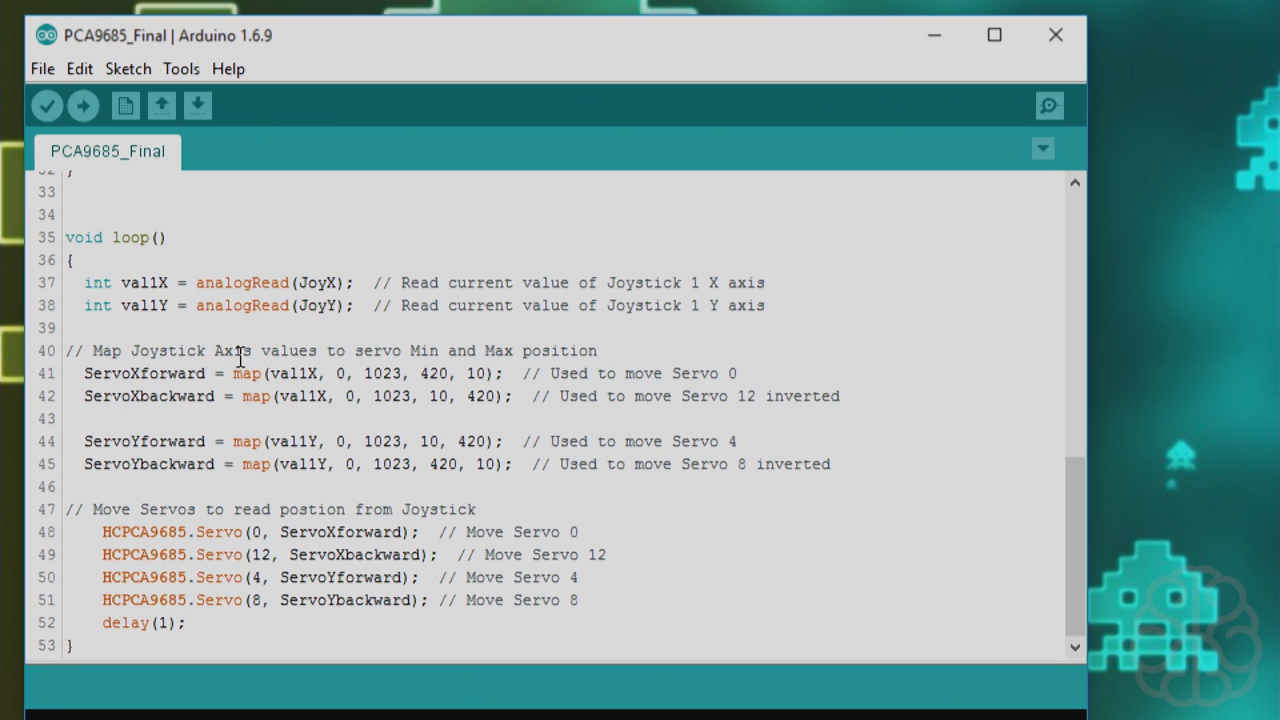 PCA9685_Final | Arduino 1.6.9
File Edit Sketch Tools Help
PCA9685_Final
32 }
33
34
35 void loop()
36 {
37 int val1X = analogRead(JoyX); // Read current value of Joystick 1 X axis
38 int val1Y = analogRead(JoyY); // Read current value of Joystick 1 Y axis
39
40 // Map Joystick Axis values to servo Min and Max position
41 ServoXforward = map(val1X, 0, 1023, 420, 10); // Used to move Servo 0
42 ServoXbackward = map(val1X, 0, 1023, 10, 420); // Used to move Servo 12 inverted
43
44 ServoYforward = map(val1Y, 0, 1023, 10, 420); // Used to move Servo 4
45 ServoYbackward = map(val1Y, 0, 1023, 420, 10); // Used to move Servo 8 inverted
46
47 // Move Servos to read postion from Joystick
48 HCPCA9685.Servo(0, ServoXforward); // Move Servo 0
49 HCPCA9685.Servo(12, ServoXbackward); // Move Servo 12
50 HCPCA9685.Servo(4, ServoYforward); // Move Servo 4
51 HCPCA9685.Servo(8, ServoYbackward); // Move Servo 8
52 delay(1);
53 }